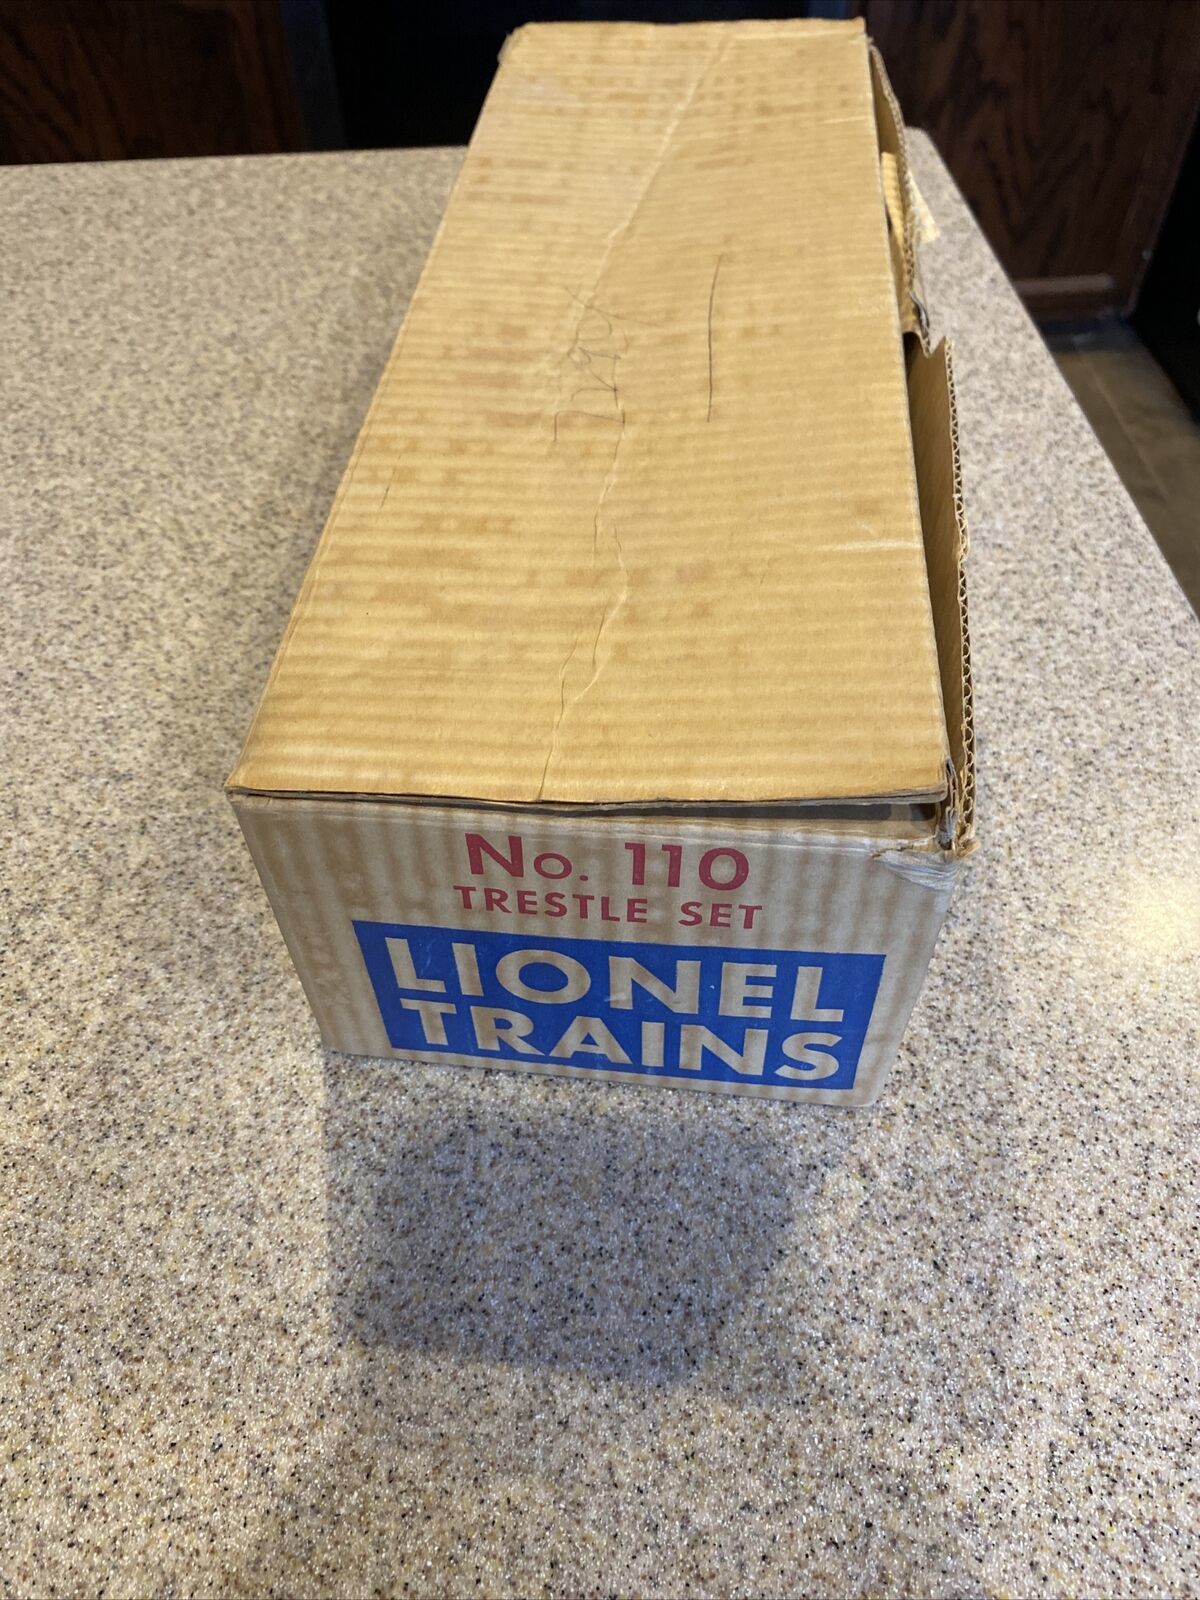 No. 110
TRESTLE SET
LIONEL
TRAINS